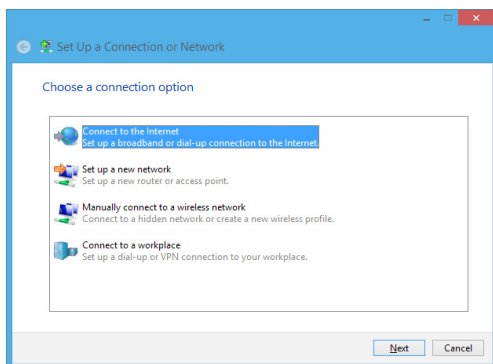 Set Up a Connection or Network
Choose a connection option
Connect to the Internet
Set up a broadband or dial-up connection to the Internet.
Set up a new network
Set up a new router or access point.
Manually connect to a wireless network
Connect to a hidden network or create a new wireless profile.
Connect to a workplace
Set up a dial-up or VPN connection to your workplace.
Next Cancel